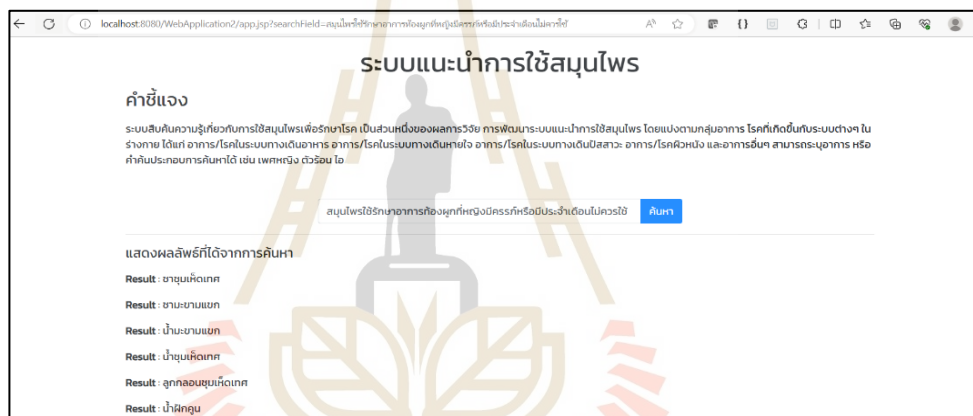 localhost:8080/WebApplication2/app.jsp?searchField=สมุนไพรใช้รักษาอาการท้องผูกที่หญิงมีครรภ์หรือมีประจำเดือนไม่ควรใช้
ระบบแนะนำการใช้สมุนไพร
คำชี้แจง
ระบบสืบค้นความรู้เกี่ยวกับการใช้สมุนไพรเพื่อรักษาโรค เป็นส่วนหนึ่งของผลการวิจัย การพัฒนาระบบแนะนำการใช้สมุนไพร โดยแบ่งตามกลุ่มอาการ โรคที่เกิดขึ้นกับระบบต่างๆ ใน
ร่างกาย ได้แก่ อาการ/โรคในระบบทางเดินอาหาร อาการ/โรคในระบบทางเดินหายใจ อาการ/โรคในระบบทางเดินปัสสาวะ อาการ/โรคผิวหนัง และอาการอื่นๆ สามารถระบุอาการ หรือ
คำค้นประกอบการค้นหาได้ เช่น เพศหญิง ตัวร้อน ไอ
สมุนไพรใช้รักษาอาการท้องผูกที่หญิงมีครรภ์หรือมีประจำเดือนไม่ควรใช้ ค้นหา
แสดงผลลัพธ์ที่ได้จากการค้นหา
Result : ชาชุมเห็ดเทศ
Result : ชามะขามแขก
Result : น้ำมะขามแขก
Result : น้ำชุมเห็ดเทศ
Result : ลูกกลอนชุมเห็ดเทศ
Result : น้ำฝักคูน